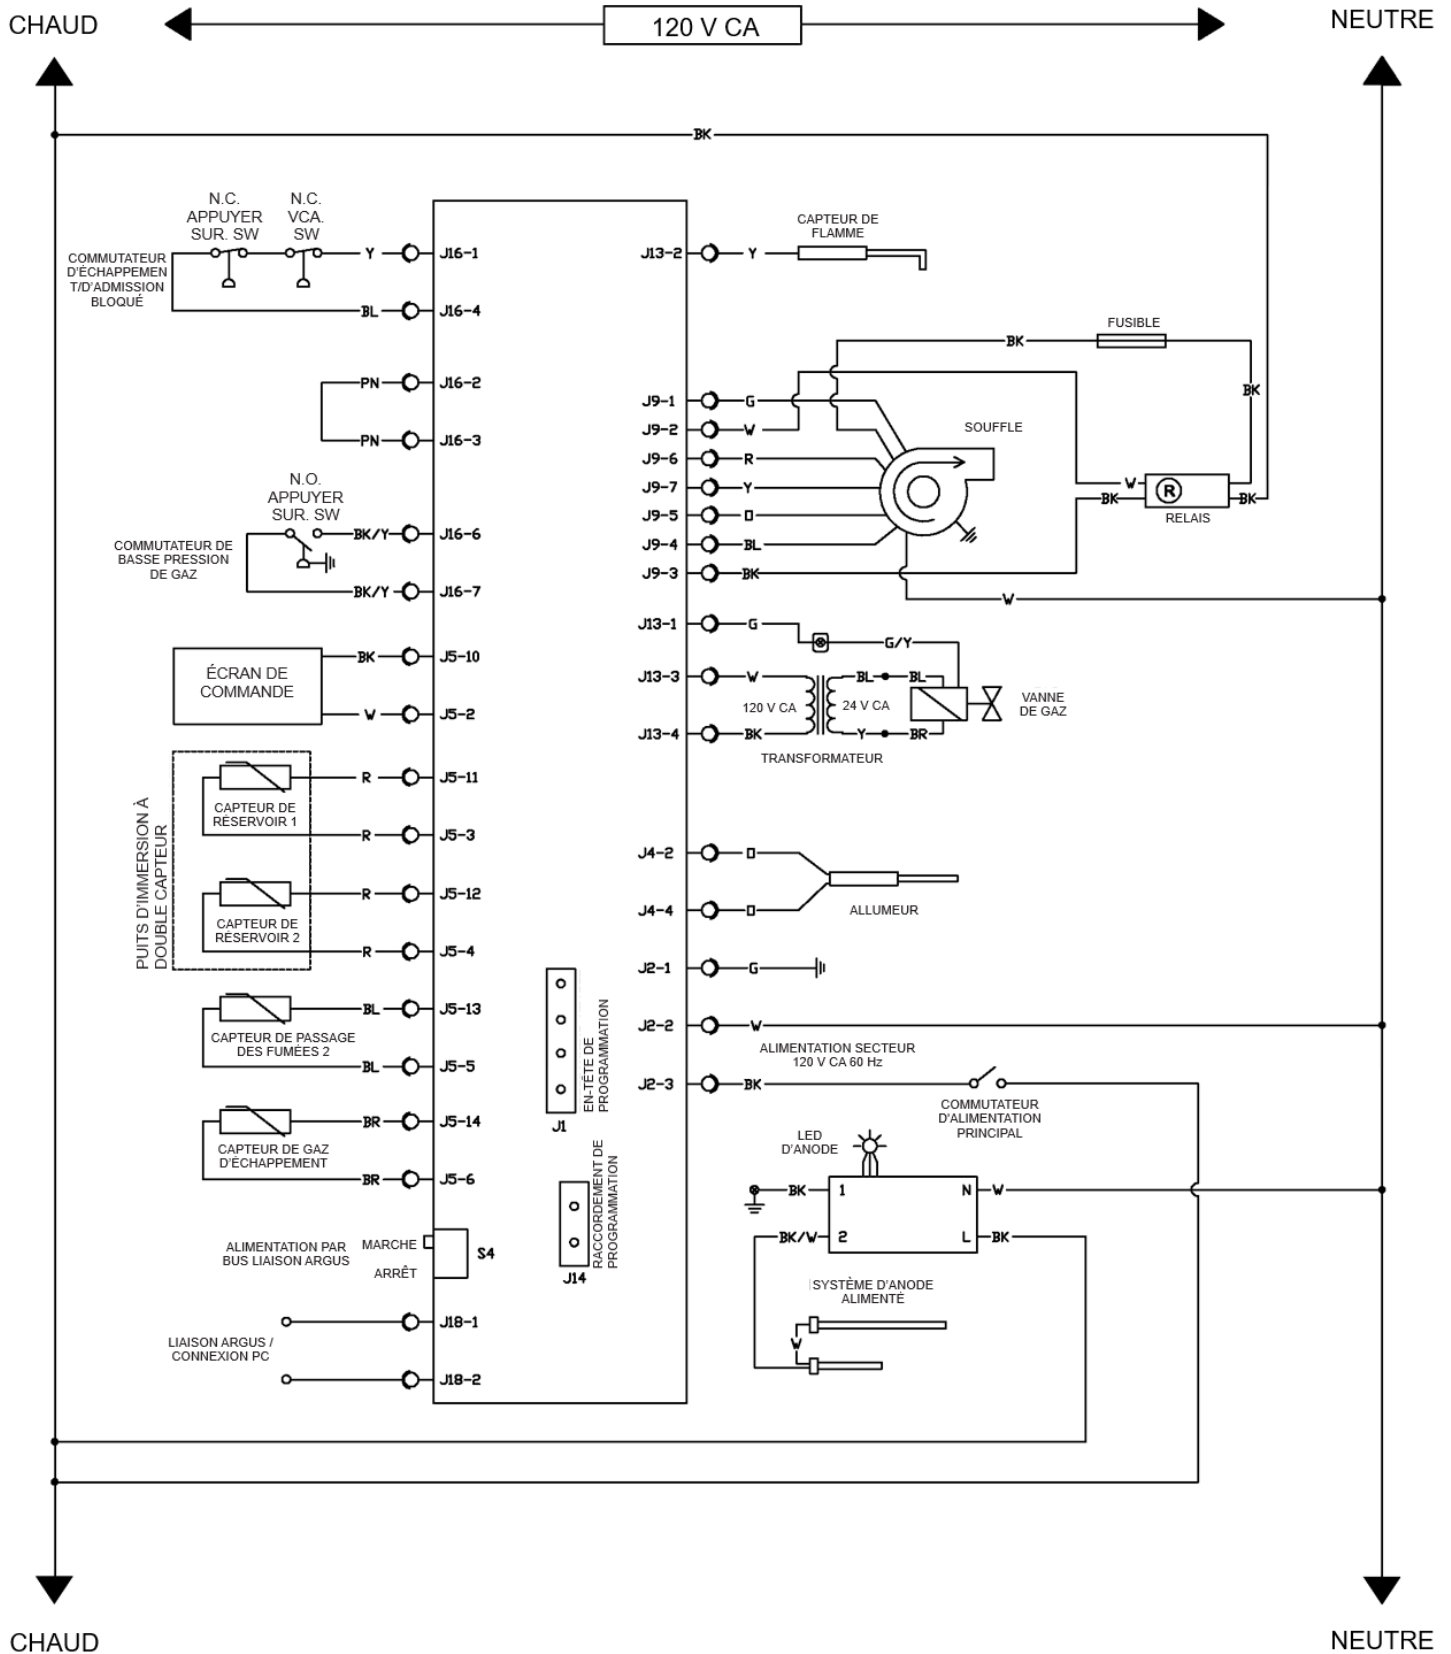 CHAUD
120 V CA
NEUTRE
BK
N.C.
APPUYER
SUR. SW
N.C.
VCA.
SW
COMMUTATEUR
D'ÉCHAPPEMEN
T/D'ADMISSION
BLOQUÉ
Y
J16-1
BL
J16-4
PN
J16-2
PN
J16-3
N.O.
APPUYER
SUR. SW
COMMUTATEUR DE
BASSE PRESSION
DE GAZ
BK/Y
J16-6
BK/Y
J16-7
ÉCRAN DE
COMMANDE
BK
J5-10
W
J5-2
PUITS D'IMMERSION À
DOUBLE CAPTEUR
CAPTEUR DE
RÉSERVOIR 1
R
J5-11
R
J5-3
CAPTEUR DE
RÉSERVOIR 2
R
J5-12
R
J5-4
CAPTEUR DE PASSAGE
DES FUMÉES 2
BL
J5-13
BL
J5-5
CAPTEUR DE GAZ
D'ÉCHAPPEMENT
BR
J5-14
BR
J5-6
ALIMENTATION PAR
BUS LIAISON ARGUS
MARCHE
ARRÊT
S4
LIAISON ARGUS /
CONNEXION PC
J18-1
J18-2
EN-TÊTE DE
PROGRAMMATION
J1
RACCORDEMENT DE
PROGRAMMATION
J14
J13-2
Y
CAPTEUR DE
FLAMME
FUSIBLE
BK
BK
J9-1
G
J9-2
W
J9-6
R
J9-7
Y
J9-5
O
J9-4
BL
J9-3
BK
SOUFFLE
W
BK
R
BK
RELAIS
W
J13-1
G
G/Y
J13-3
W
BL
BL
120 V CA
24 V CA
VANNE
DE GAZ
J13-4
BK
Y
BR
TRANSFORMATEUR
J4-2
O
J4-4
O
ALLUMEUR
J2-1
G
J2-2
W
ALIMENTATION SECTEUR
120 V CA 60 Hz
J2-3
BK
COMMUTATEUR
D'ALIMENTATION
PRINCIPAL
LED
D'ANODE
BK
1
N
W
BK/W
2
L
BK
SYSTÈME D'ANODE
ALIMENTÉ
W
CHAUD
NEUTRE